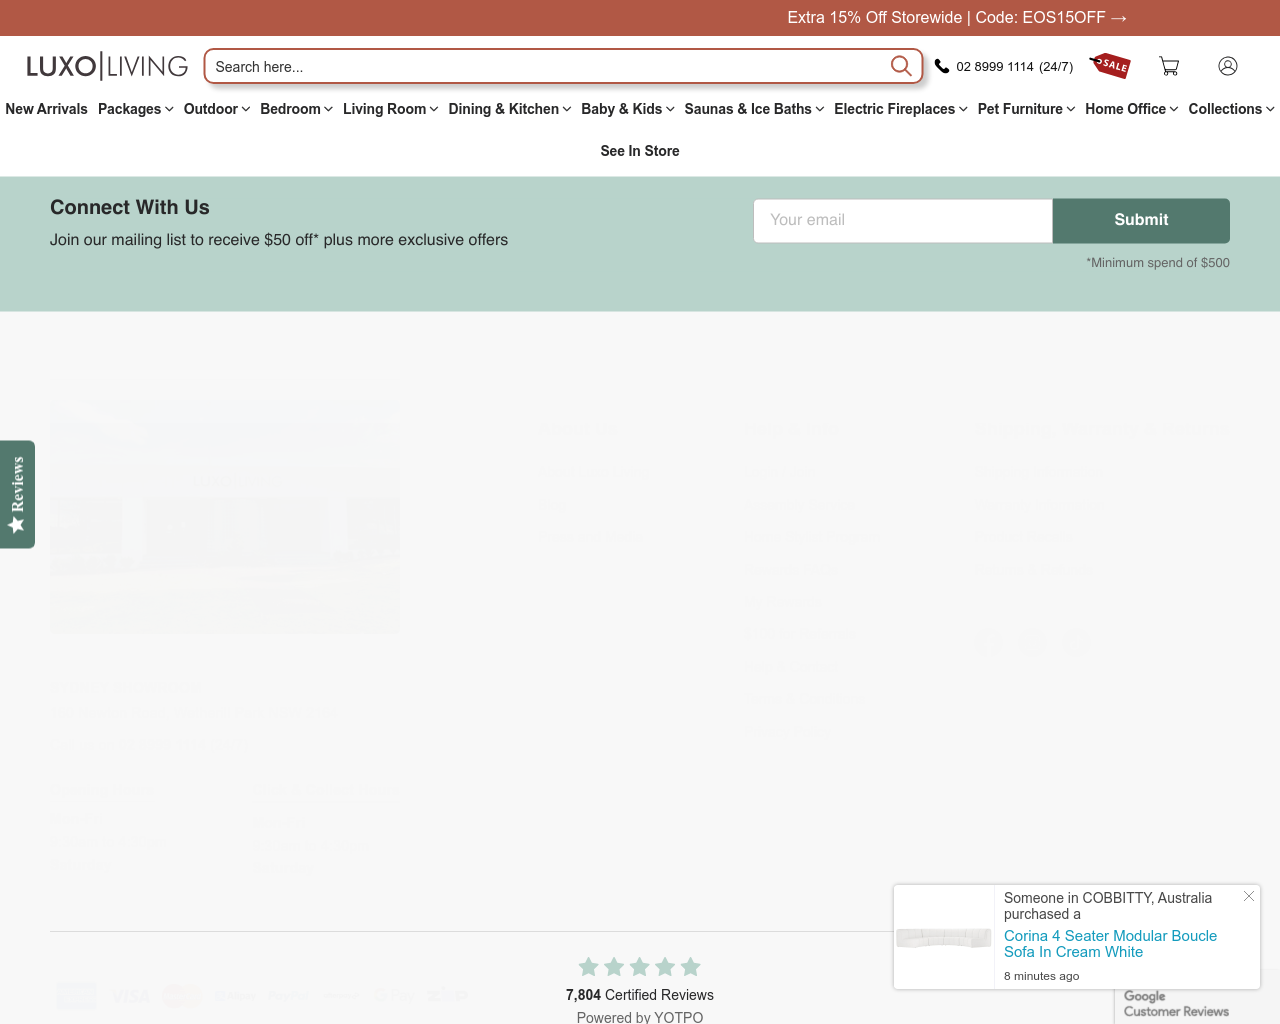 Extra 15% Off Storewide | Code: EOS15OFF →
LUXO|LIVING
Search here...
02 8999 1114 (24/7)
SALE
New Arrivals Packages Outdoor Bedroom Living Room Dining & Kitchen Baby & Kids Saunas & Ice Baths Electric Fireplaces Pet Furniture Home Office Collections
See In Store
Connect With Us
Join our mailing list to receive $50 off* plus more exclusive offers
Your email
Submit
*Minimum spend of $500
Reviews
Someone in COBBITTY, Australia
purchased a
Corina 4 Seater Modular Boucle
Sofa In Cream White
8 minutes ago
VISA
7,804 Certified Reviews
Powered by YOTPO
Google
Customer Reviews